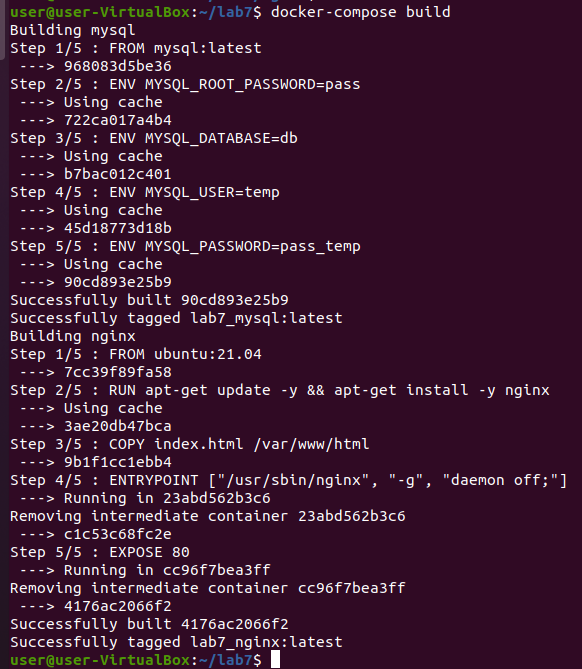 user@user-VirtualBox:~/lab7$ docker-compose build
Building mysql
Step 1/5 : FROM mysql:latest
 ---> 968083d5be36
Step 2/5 : ENV MYSQL_ROOT_PASSWORD=pass
 ---> Using cache
 ---> 722ca017a4b4
Step 3/5 : ENV MYSQL_DATABASE=db
 ---> Using cache
 ---> b7bac012c401
Step 4/5 : ENV MYSQL_USER=temp
 ---> Using cache
 ---> 45d18773d18b
Step 5/5 : ENV MYSQL_PASSWORD=pass_temp
 ---> Using cache
 ---> 90cd893e25b9
Successfully built 90cd893e25b9
Successfully tagged lab7_mysql:latest
Building nginx
Step 1/5 : FROM ubuntu:21.04
 ---> 7cc39f89fa58
Step 2/5 : RUN apt-get update -y && apt-get install -y nginx
 ---> Using cache
 ---> 3ae20db47bca
Step 3/5 : COPY index.html /var/www/html
 ---> 9b1f1cc1ebb4
Step 4/5 : ENTRYPOINT ["/usr/sbin/nginx", "-g", "daemon off;"]
 ---> Running in 23abd562b3c6
Removing intermediate container 23abd562b3c6
 ---> c1c53c68fc2e
Step 5/5 : EXPOSE 80
 ---> Running in cc96f7bea3ff
Removing intermediate container cc96f7bea3ff
 ---> 4176ac2066f2
Successfully built 4176ac2066f2
Successfully tagged lab7_nginx:latest
user@user-VirtualBox:~/lab7$